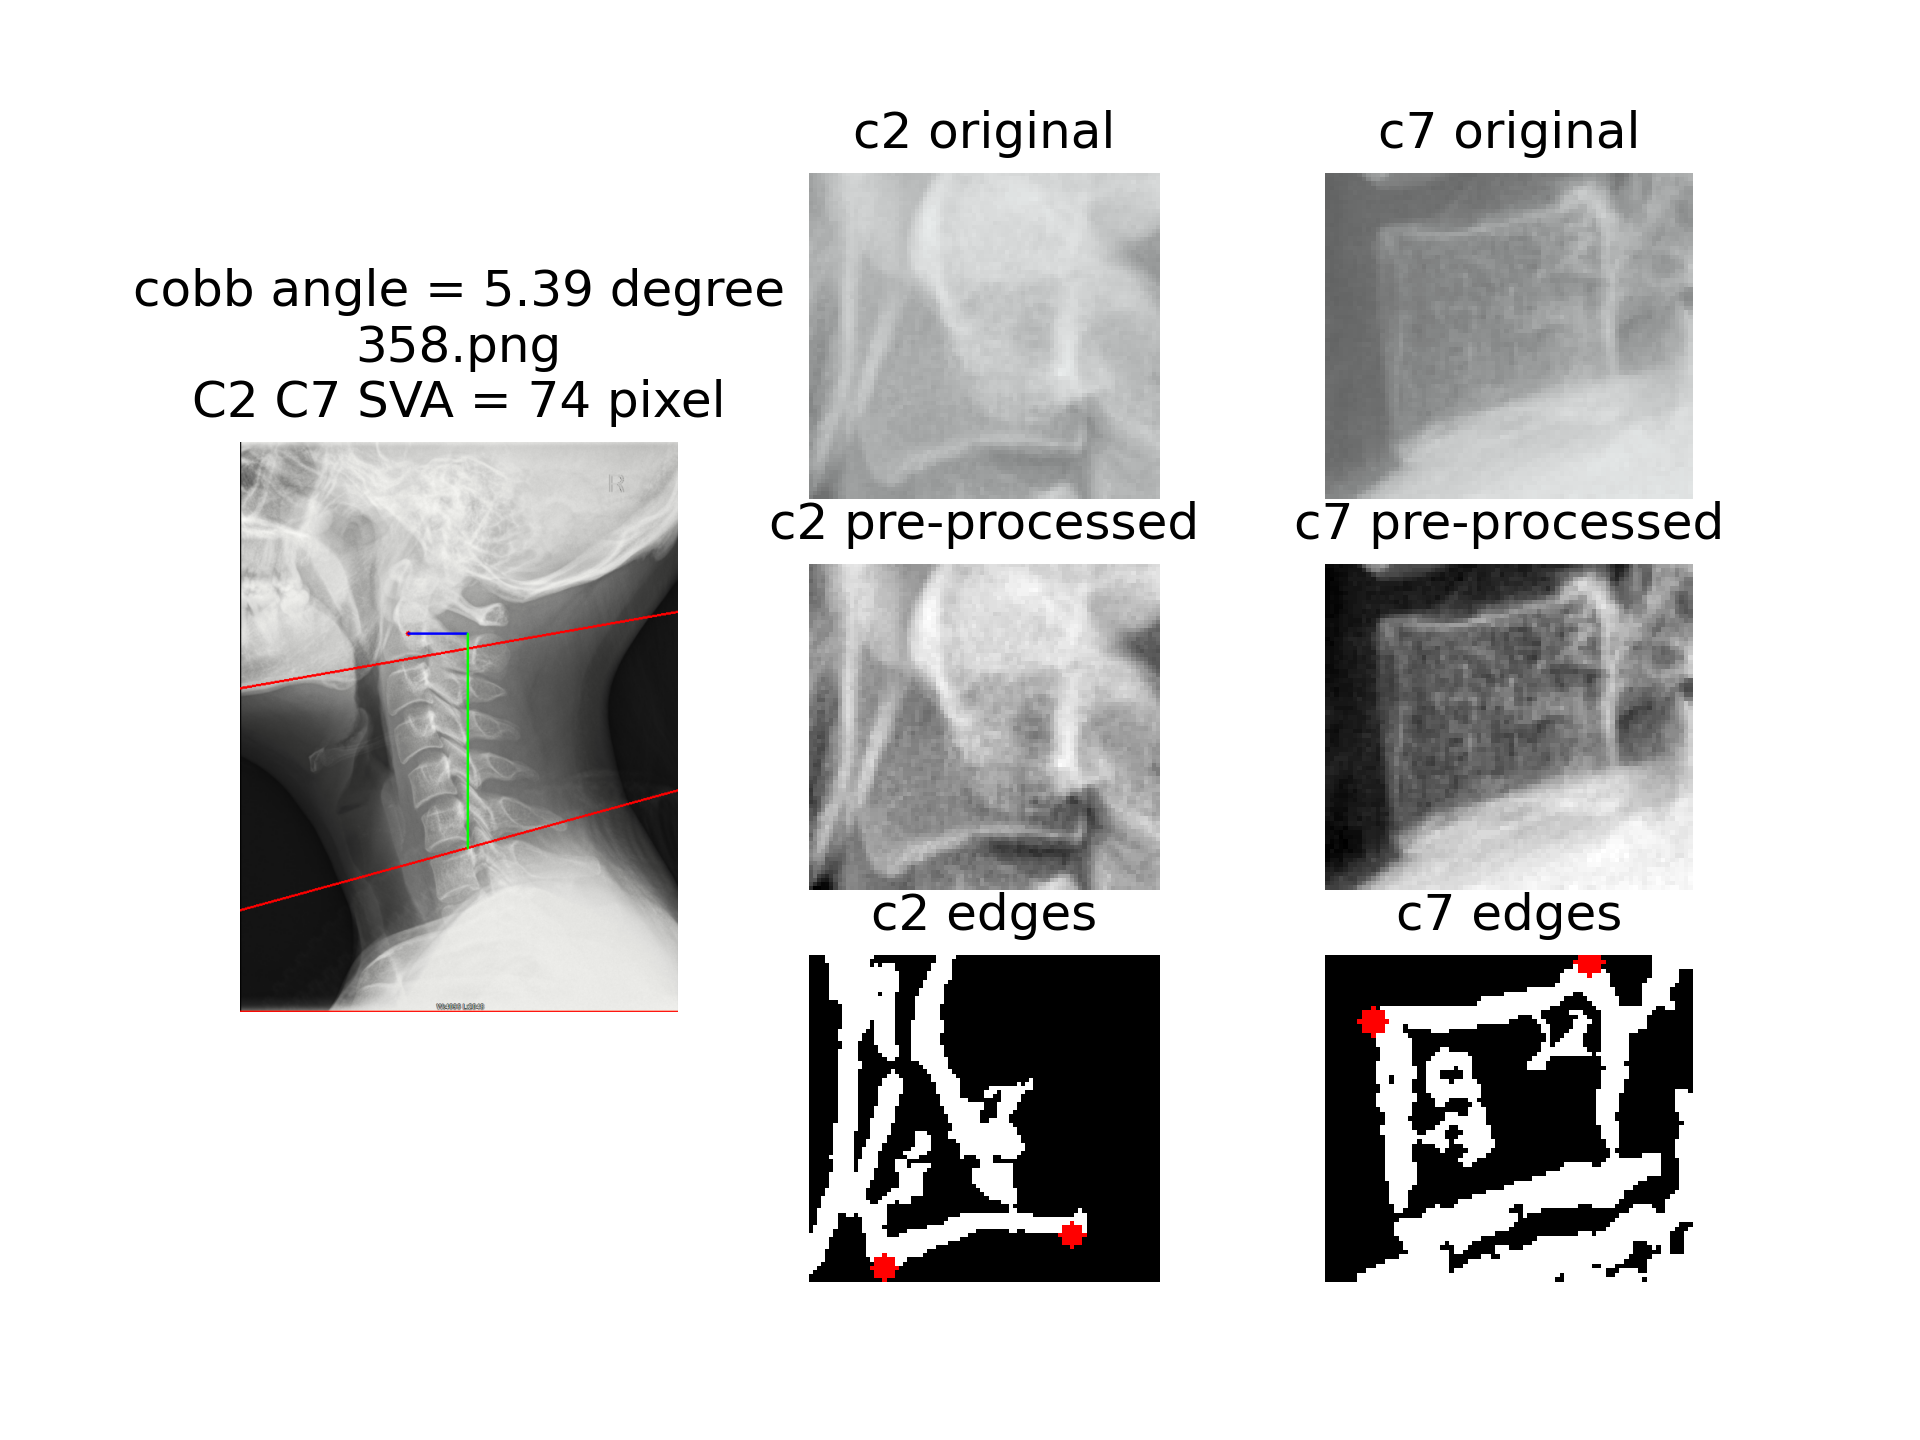 cobb angle = 5.39 degree
358.png
C2 C7 SVA = 74 pixel
R
c2 original
c7 original
c2 pre-processed
c7 pre-processed
c2 edges
c7 edges